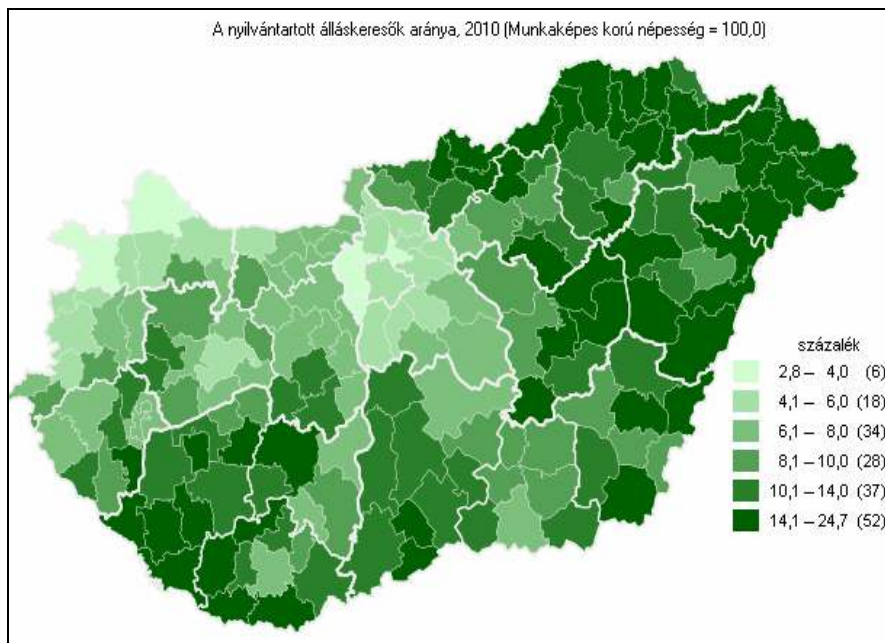 A nyilvántartott álláskeresők aránya, 2010 (Munkaképes korú népesség = 100,0)
százalék
2,8 – 4,0 (6)
4,1 – 6,0 (18)
6,1 – 8,0 (34)
8,1 – 10,0 (28)
10,1 – 14,0 (37)
14,1 – 24,7 (52)